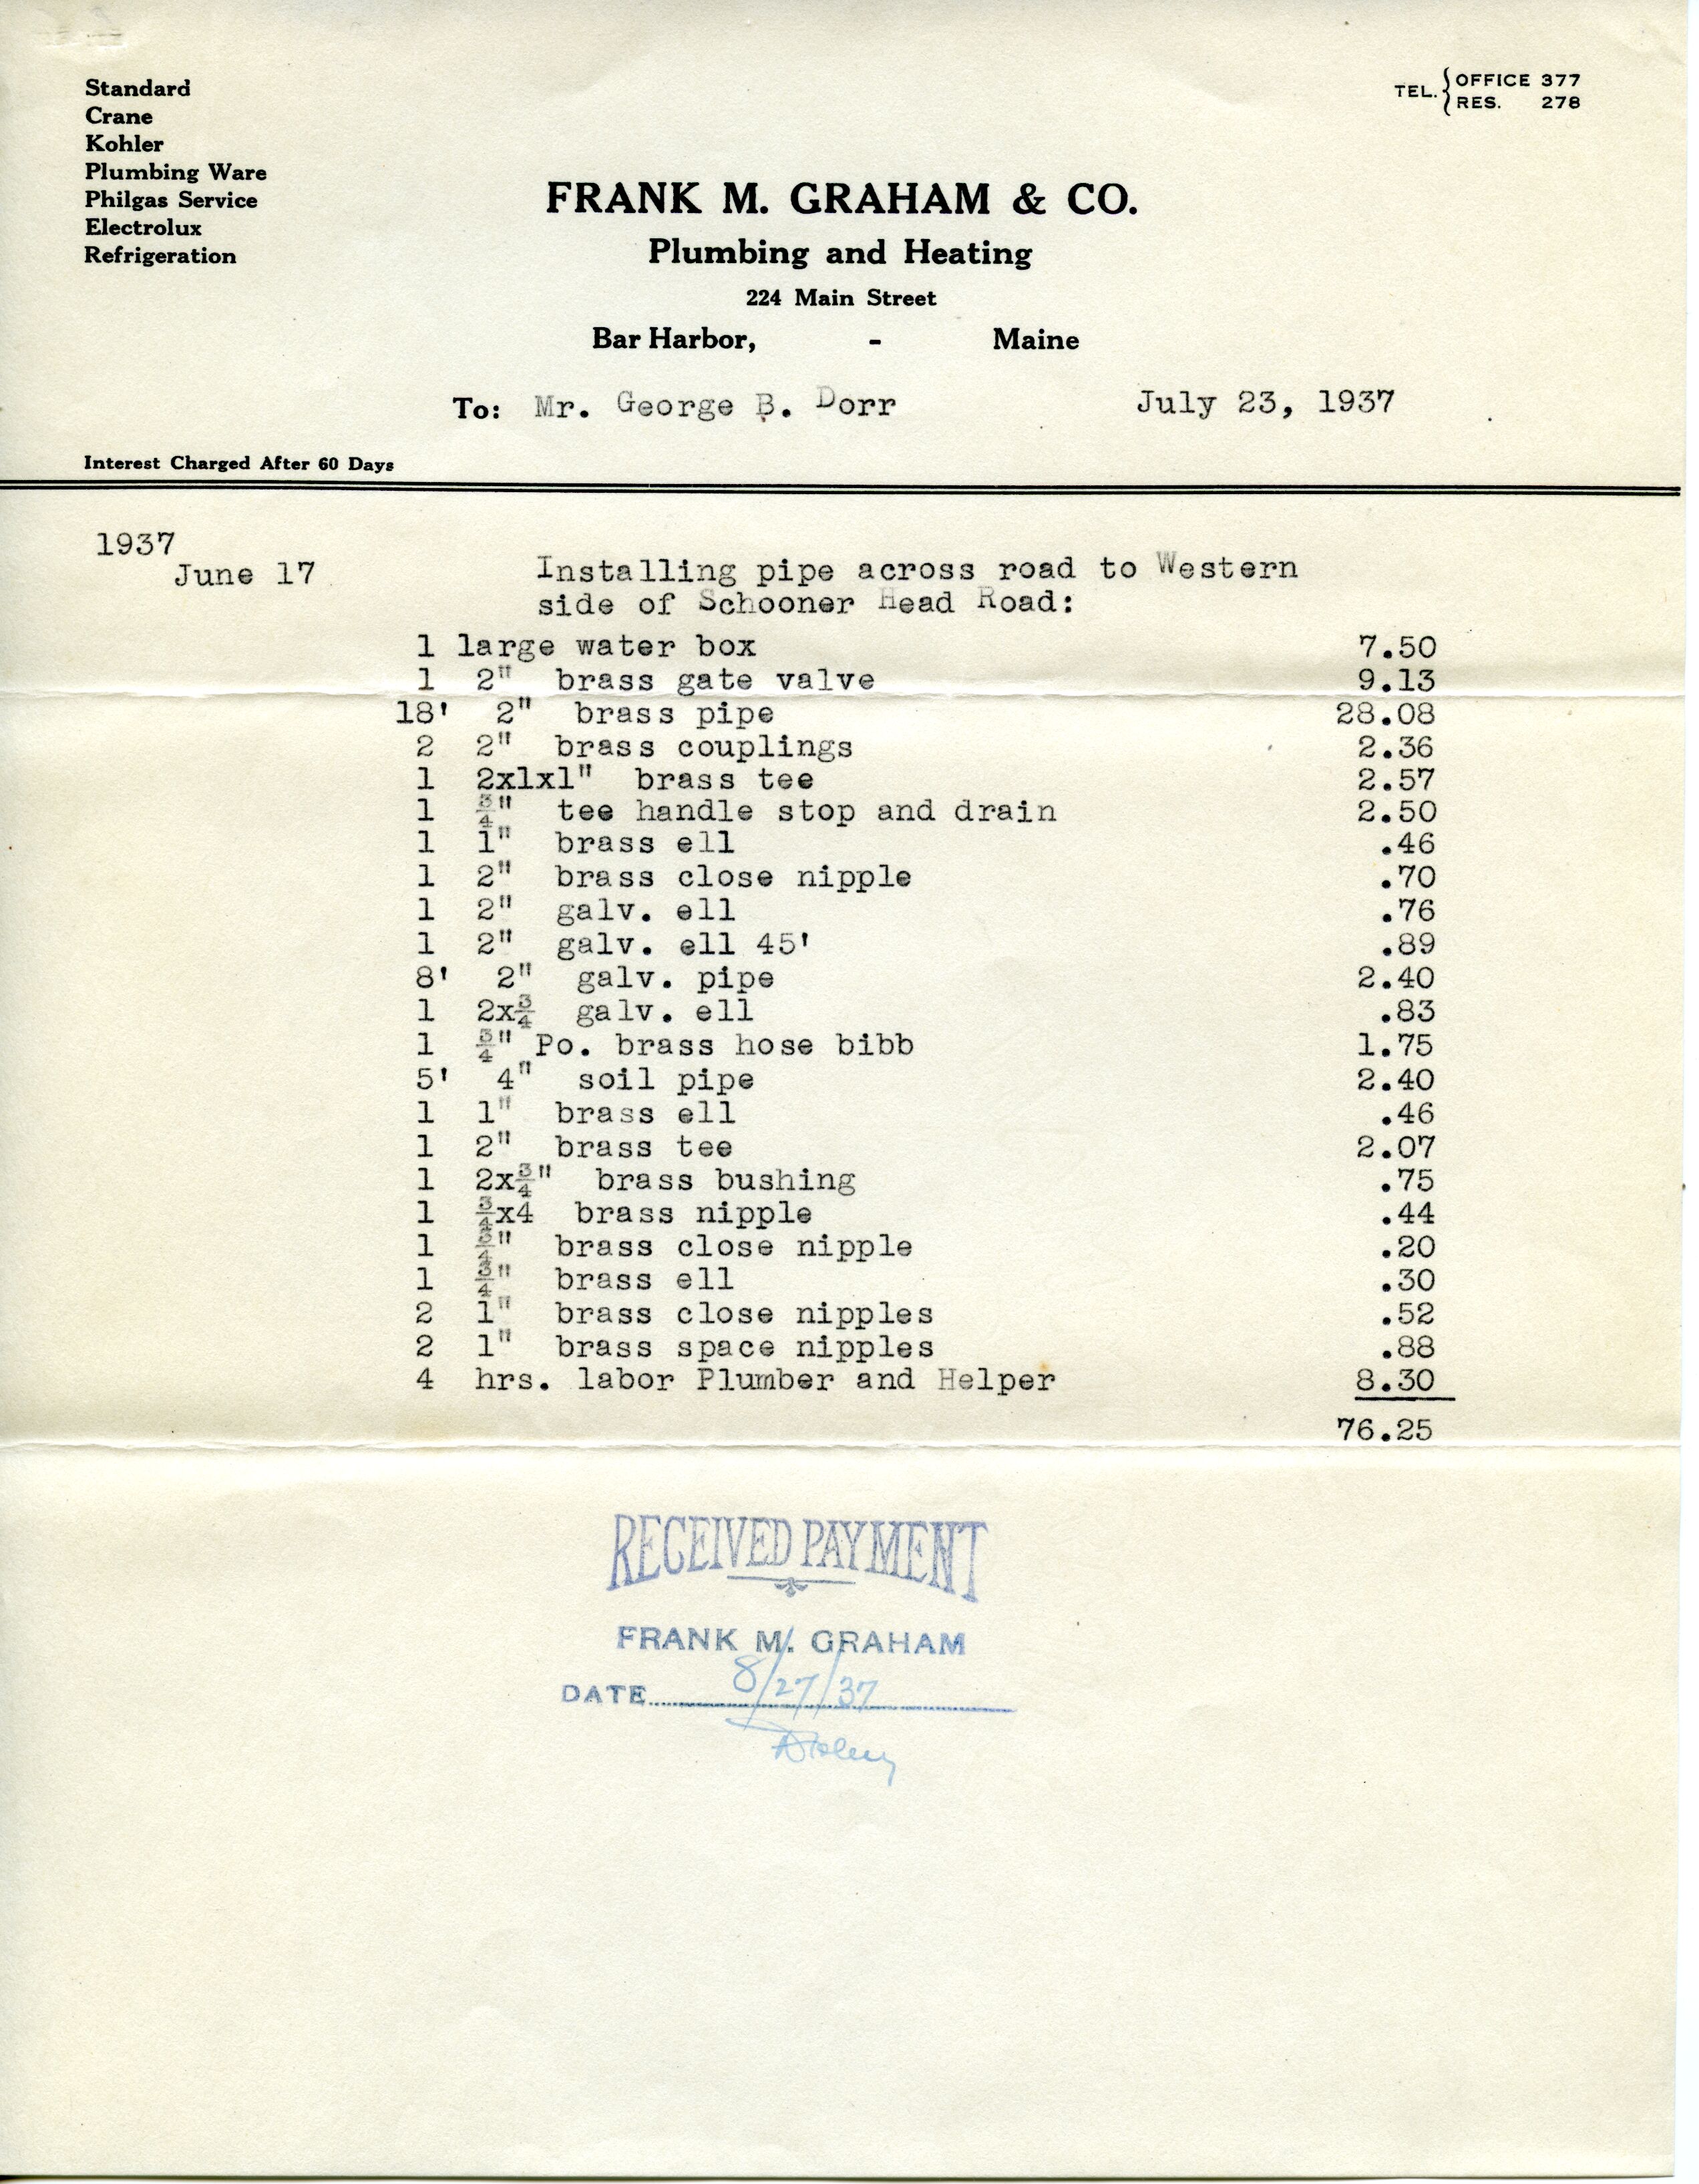 Standard
Crane
Kohler
Plumbing Ware
Philgas Service
Electrolux
Refrigeration
TEL. { OFFICE 377
RES. 278
FRANK M. GRAHAM & CO.
Plumbing and Heating
224 Main Street
Bar Harbor, - Maine
To: Mr. George B. Dorr July 23, 1937
Interest Charged After 60 Days
1937
June 17 Installing pipe across road to Western
side of Schooner Head Road:
1 large water box 7.50
1 2" brass gate valve 9.13
18' 2" brass pipe 28.08
2 2" brass couplings 2.36
1 2x1x1" brass tee 2.57
1 3/4" tee handle stop and drain 2.50
1 1" brass ell .46
1 2" brass close nipple .70
1 2" galv. ell .76
1 2" galv. ell 45' .89
8' 2" galv. pipe 2.40
1 2x3/4 galv. ell .83
1 3/4" Po. brass hose bibb 1.75
5' 4" soil pipe 2.40
1 1" brass ell .46
1 2" brass tee 2.07
1 2x3/4" brass bushing .75
1 3/4x4 brass nipple .44
1 3/4" brass close nipple .20
1 3/4" brass ell .30
2 1" brass close nipples .52
2 1" brass space nipples .88
4 hrs. labor Plumber and Helper 8.30
76.25
RECEIVED PAYMENT
FRANK M. GRAHAM
DATE 8/27/37